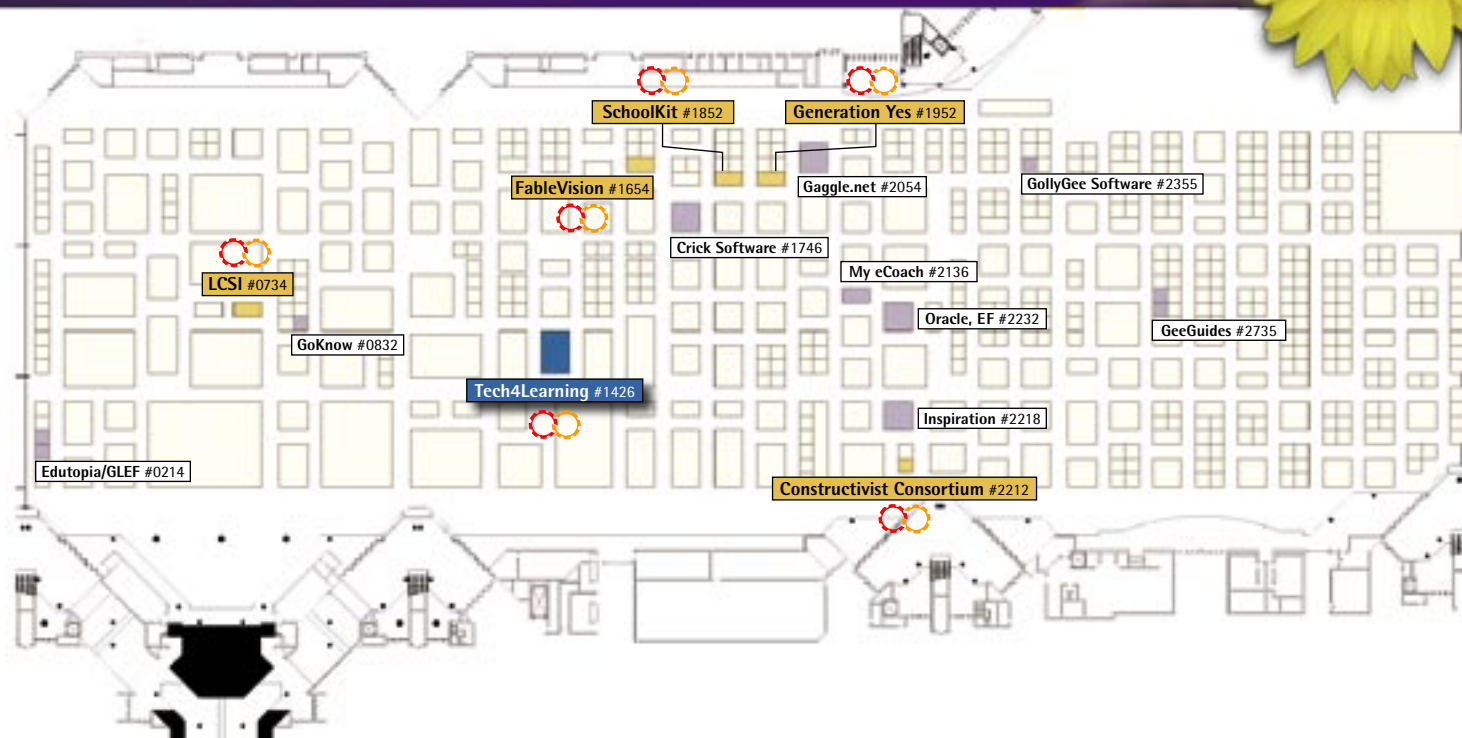 SchoolKit #1852
Generation Yes #1952
FableVision #1654
Gaggle.net #2054
GollyGee Software #2355
Crick Software #1746
My eCoach #2136
LCSI #0734
Oracle, EF #2232
GeeGuides #2735
GoKnow #0832
Tech4Learning #1426
Inspiration #2218
Edutopia/GLEF #0214
Constructivist Consortium #2212